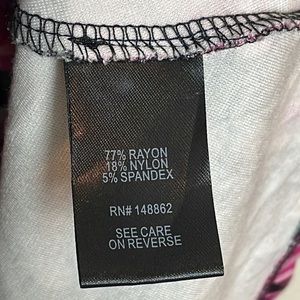 77% RAYON
18% NYLON
5% SPANDEX
RN# 148862
SEE CARE
ON REVERSE